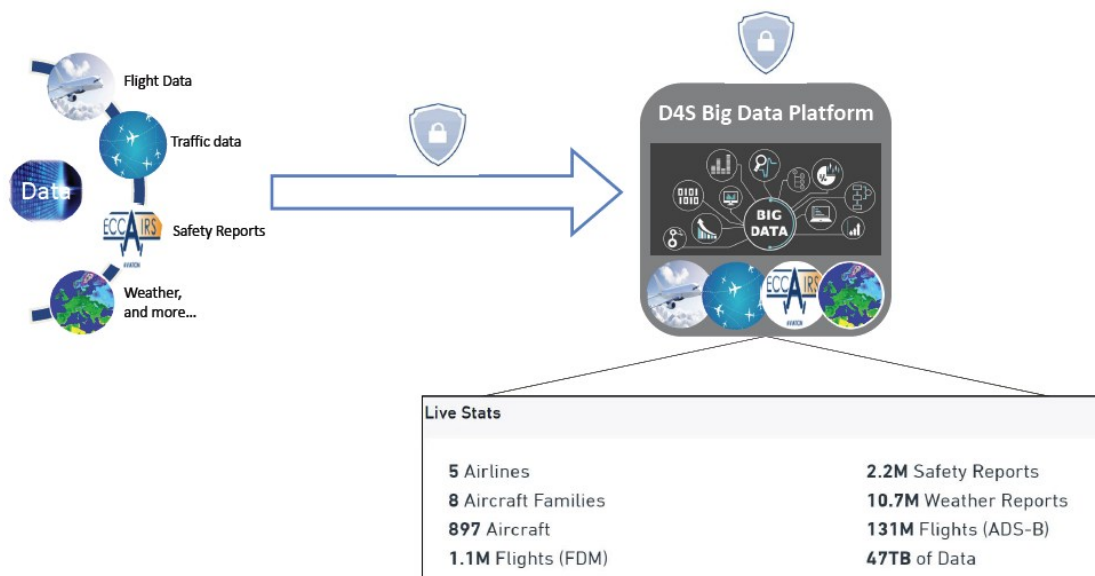 Flight Data
Traffic data
Data
ECCAIRS
AVIATION
Safety Reports
Weather,
and more...
D4S Big Data Platform
0101
1010
BIG
DATA
%
ECCAIRS
AVIATION
Live Stats
5 Airlines
8 Aircraft Families
897 Aircraft
1.1M Flights (FDM)
2.2M Safety Reports
10.7M Weather Reports
131M Flights (ADS-B)
47TB of Data